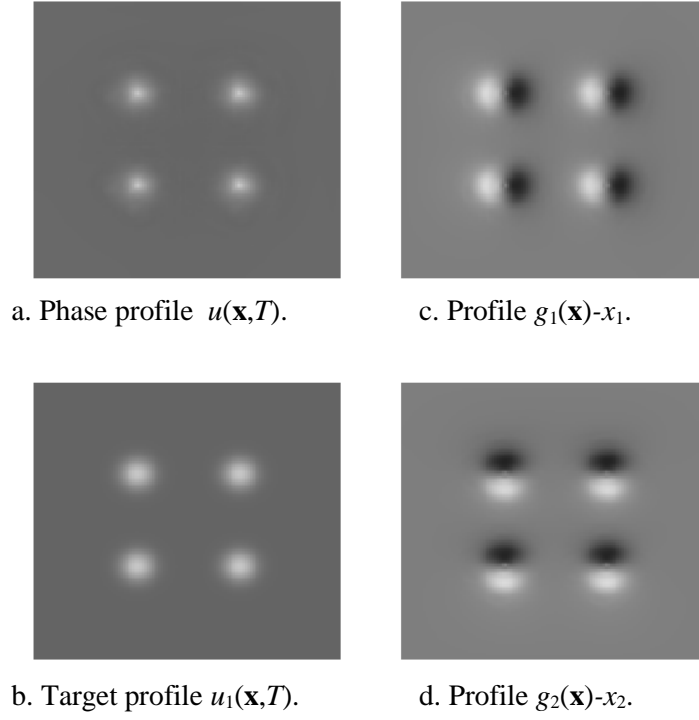 a. Phase profile u(x,T).
c. Profile g₁(x)-x₁.
b. Target profile u₁(x,T).
d. Profile g₂(x)-x₂.